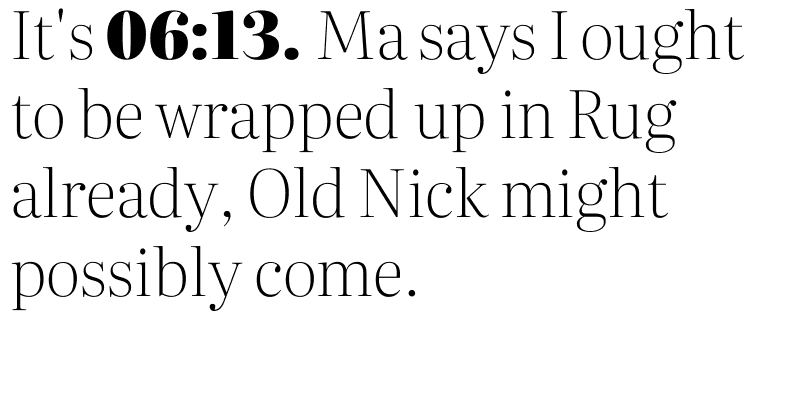 It's 06:13. Ma says I ought
to be wrapped up in Rug
already, Old Nick might
possibly come.